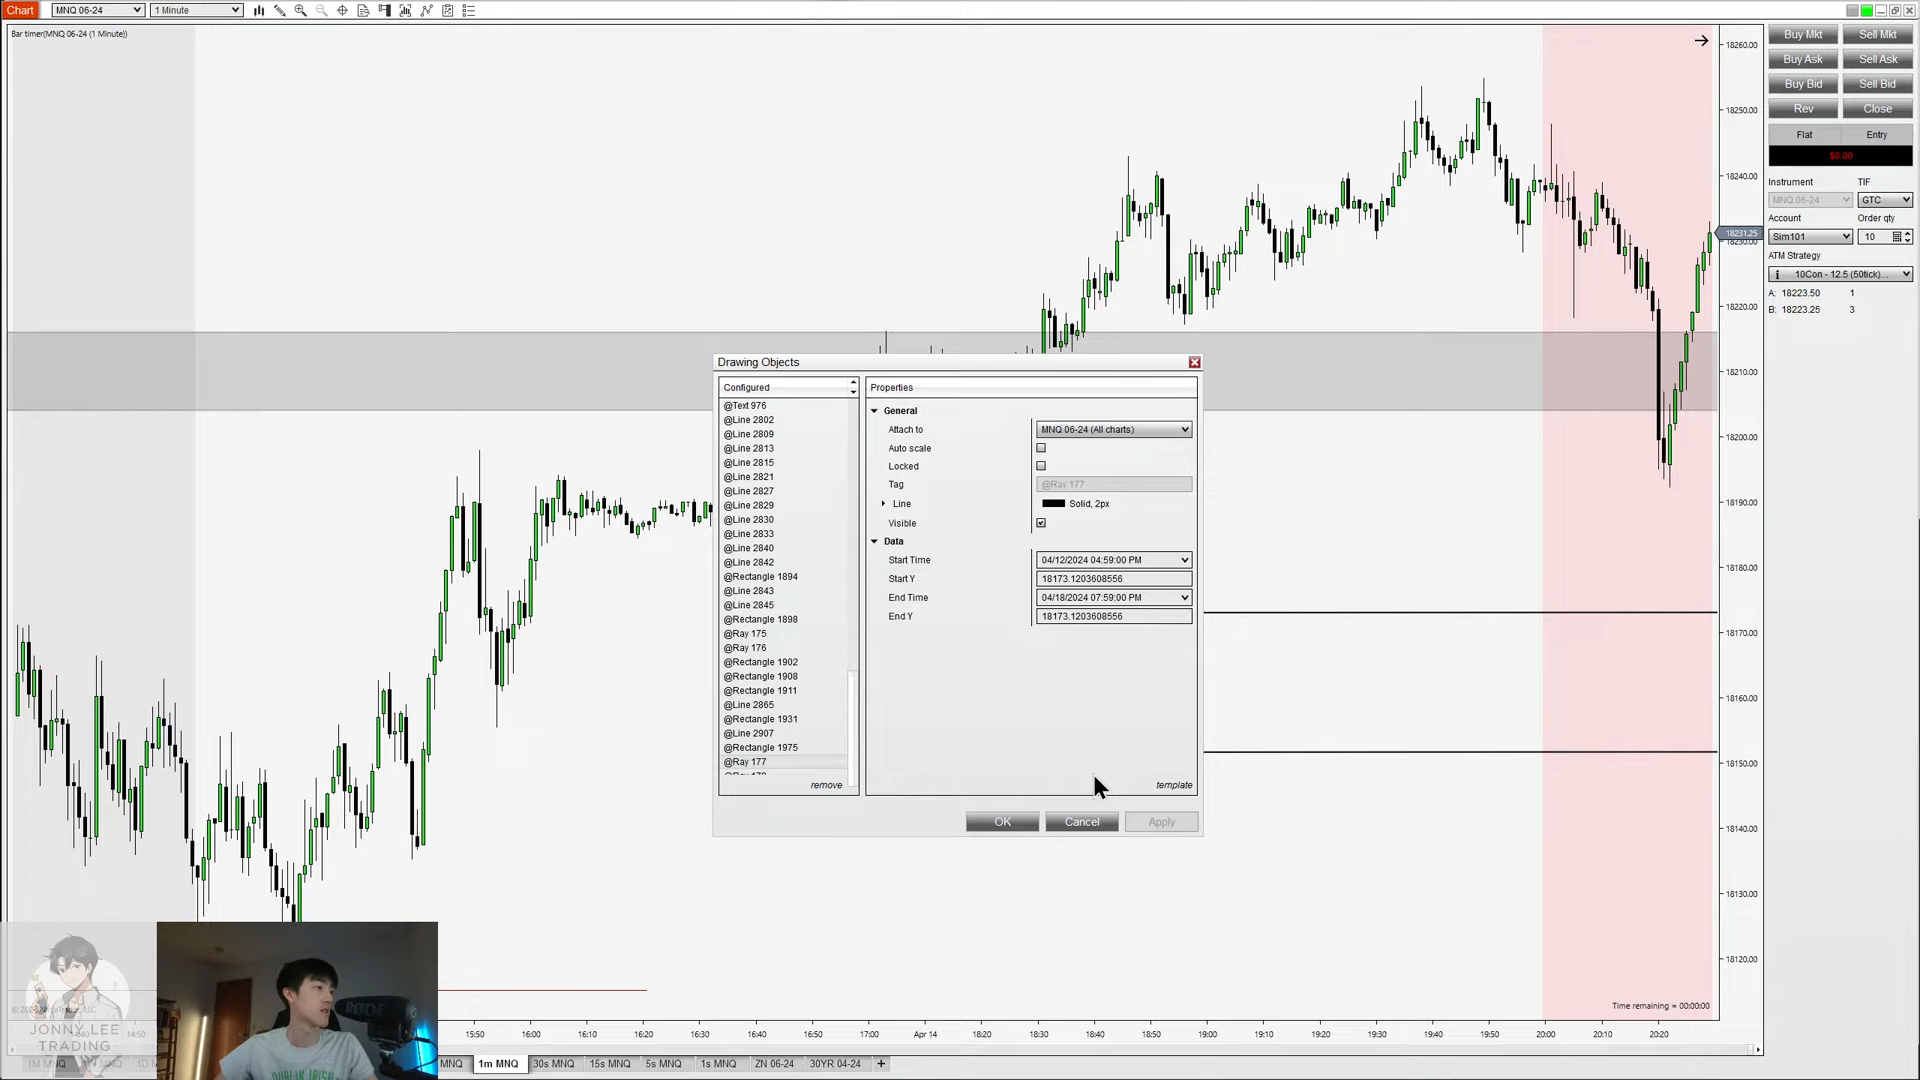 Chart MNQ 06-24 1 Minute
Bar timer(MNQ 06-24 (1 Minute))
18260.00
18250.00
18240.00
18231.25
18230.00
18220.00
18210.00
18200.00
18190.00
18180.00
18170.00
18160.00
18150.00
18140.00
18130.00
18120.00
Buy Mkt Sell Mkt
Buy Ask Sell Ask
Buy Bid Sell Bid
Rev Close
Flat Entry
$0.00
Instrument TIF
MNQ 06-24 GTC
Account Order qty
Sim101 10
ATM Strategy
10Con - 12.5 (50tick)...
A: 18223.50 1
B: 18223.25 3
Drawing Objects
Configured
@Text 976
@Line 2802
@Line 2809
@Line 2813
@Line 2815
@Line 2821
@Line 2827
@Line 2829
@Line 2830
@Line 2833
@Line 2840
@Line 2842
@Rectangle 1894
@Line 2843
@Line 2845
@Rectangle 1898
@Ray 175
@Ray 176
@Rectangle 1902
@Rectangle 1908
@Rectangle 1911
@Line 2865
@Rectangle 1931
@Line 2907
@Rectangle 1975
@Ray 177
remove
Properties
General
Attach to MNQ 06-24 (All charts)
Auto scale
Locked
Tag @Ray 177
Line Solid, 2px
Visible
Data
Start Time 04/12/2024 04:59:00 PM
Start Y 18173.1203608556
End Time 04/18/2024 07:59:00 PM
End Y 18173.1203608556
template
OK Cancel Apply
Time remaining = 00:00:00
RØDE
JONNY LEE
TRADING
DUBLIN IRISH
14:50 15:50 16:00 16:10 16:20 16:30 16:40 16:50 17:00 Apr 14 18:20 18:30 18:40 18:50 19:00 19:10 19:20 19:30 19:40 19:50 20:00 20:10 20:20
MNQ 1m MNQ 30s MNQ 15s MNQ 5s MNQ 1s MNQ ZN 06-24 30YR 04-24 +